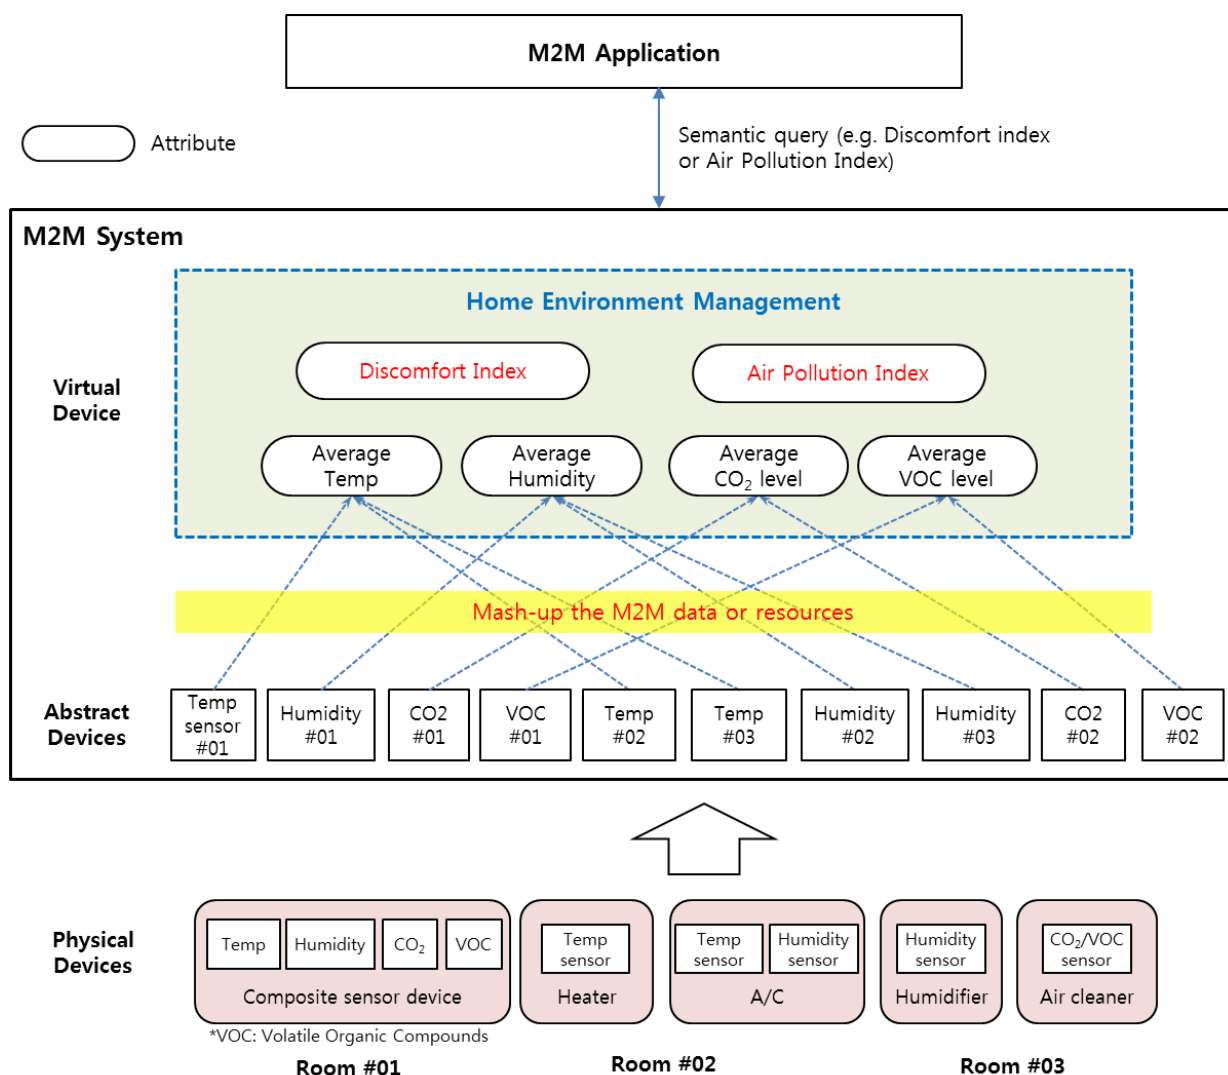 M2M Application
Attribute
Semantic query (e.g. Discomfort index
or Air Pollution Index)
M2M System
Home Environment Management
Virtual
Device
Discomfort Index
Air Pollution Index
Average
Temp
Average
Humidity
Average
CO₂ level
Average
VOC level
Mash-up the M2M data or resources
Abstract
Devices
Temp
sensor
#01
Humidity
#01
CO2
#01
VOC
#01
Temp
#02
Temp
#03
Humidity
#02
Humidity
#03
CO2
#02
VOC
#02
Physical
Devices
Temp
Humidity
CO₂
VOC
Composite sensor device
Temp
sensor
Heater
Temp
sensor
Humidity
sensor
A/C
Humidity
sensor
Humidifier
CO₂/VOC
sensor
Air cleaner
*VOC: Volatile Organic Compounds
Room #01
Room #02
Room #03